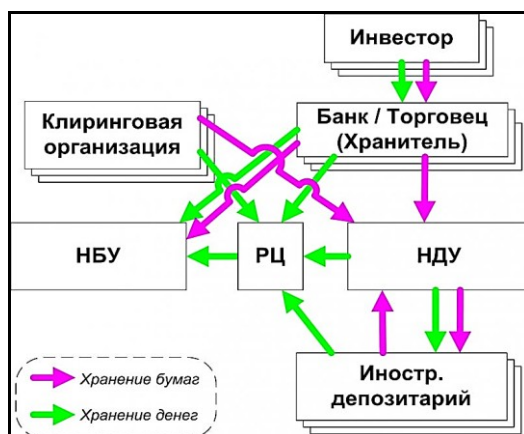 Инвестор
Клиринговая
организация
Банк / Торговец
(Хранитель)
НБУ
РЦ
НДУ
Иностр.
депозитарий
Хранение бумаг
Хранение денег